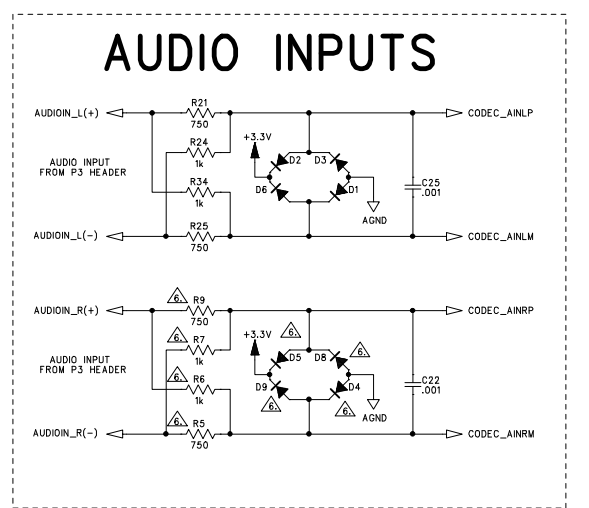 AUDIO INPUTS
R21
AUDIOIN_L(+)
CODEC_AINLP
750
R24
+3.3V
1k
D2
D3
AUDIO INPUT
FROM P3 HEADER
R34
D6
D1
C25
.001
1k
AGND
R25
AUDIOIN_L(-)
CODEC_AINLM
750
6.
R9
AUDIOIN_R(+)
CODEC_AINRP
750
6.
R7
+3.3V
6.
1k
D5
D8
6.
AUDIO INPUT
FROM P3 HEADER
6.
R6
D9
D4
C22
.001
1k
6.
6.
AGND
6.
R5
AUDIOIN_R(-)
CODEC_AINRM
750